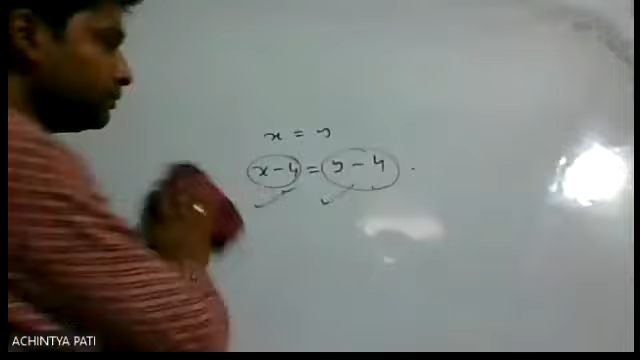 x = y
x - 4 = y - 4 .
ACHINTYA PATI